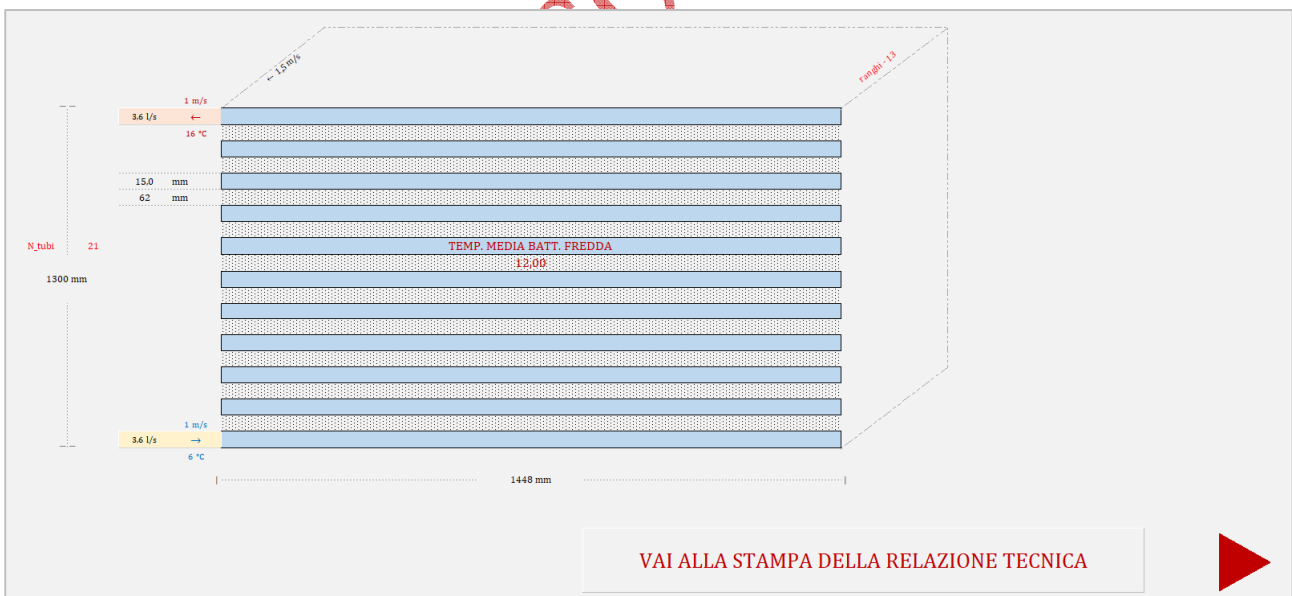 ← 1,5 m/s
ranghi - 13
1 m/s
3.6 l/s ←
16 °C
15,0 mm
62 mm
N_tubi 21
TEMP. MEDIA BATT. FREDDA
12,00
1300 mm
1 m/s
3.6 l/s →
6 °C
1448 mm
VAI ALLA STAMPA DELLA RELAZIONE TECNICA